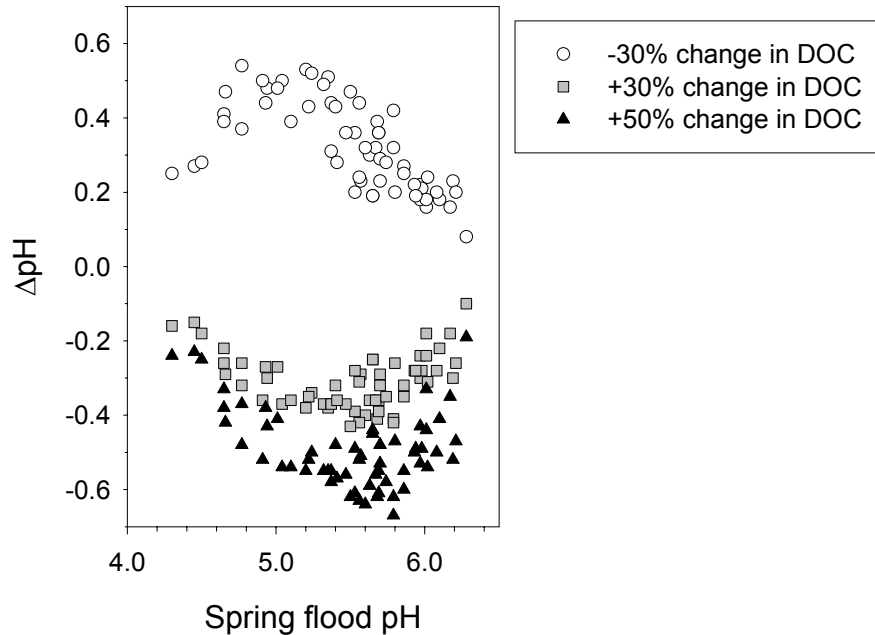 0.6
0.4
0.2
0.0
-0.2
-0.4
-0.6
4.0 5.0 6.0
ΔpH
Spring flood pH
-30% change in DOC
+30% change in DOC
+50% change in DOC